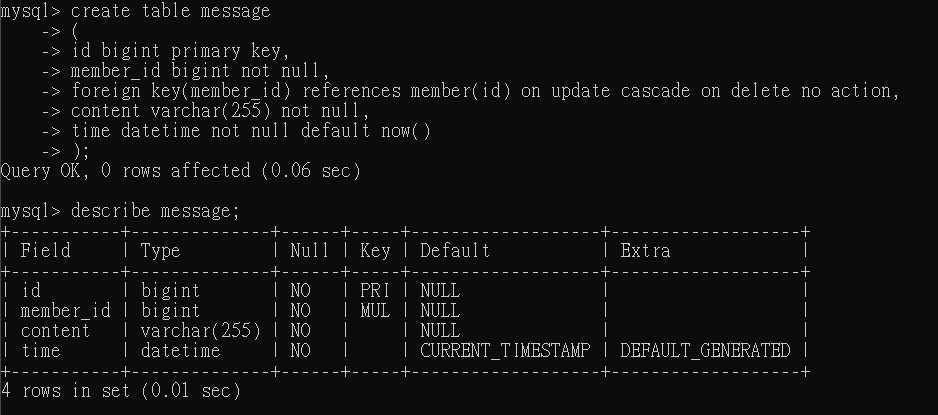 mysql> create table message
    -> (
    -> id bigint primary key,
    -> member_id bigint not null,
    -> foreign key(member_id) references member(id) on update cascade on delete no action,
    -> content varchar(255) not null,
    -> time datetime not null default now()
    -> );
Query OK, 0 rows affected (0.06 sec)

mysql> describe message;
+-----------+--------------+------+-----+-------------------+-------------------+
| Field     | Type         | Null | Key | Default           | Extra             |
+-----------+--------------+------+-----+-------------------+-------------------+
| id        | bigint       | NO   | PRI | NULL              |                   |
| member_id | bigint       | NO   | MUL | NULL              |                   |
| content   | varchar(255) | NO   |     | NULL              |                   |
| time      | datetime     | NO   |     | CURRENT_TIMESTAMP | DEFAULT_GENERATED |
+-----------+--------------+------+-----+-------------------+-------------------+
4 rows in set (0.01 sec)